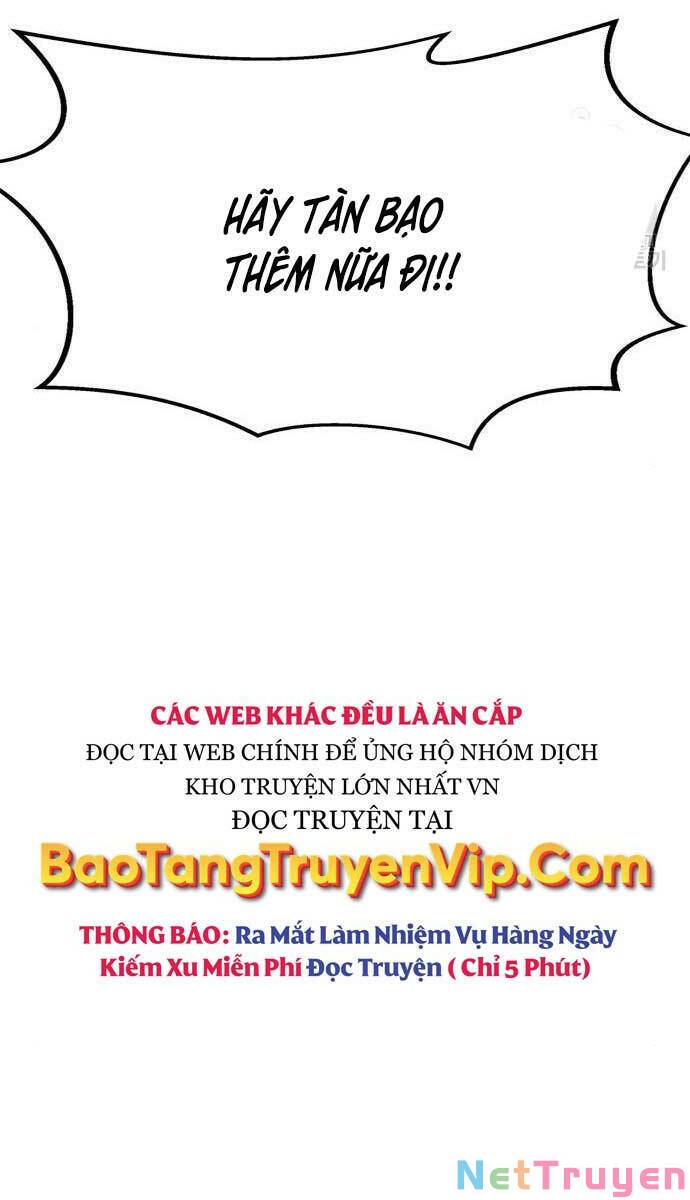 HÃY TÀN BẠO
THÊM NỮA ĐI!!
CÁC WEB KHÁC ĐỀU LÀ ĂN CẮP
ĐỌC TẠI WEB CHÍNH ĐỂ ỦNG HỘ NHÓM DỊCH
KHO TRUYỆN LỚN NHẤT VN
ĐỌC TRUYỆN TẠI
BaoTangTruyenVip.Com
THÔNG BÁO: Ra Mắt Làm Nhiệm Vụ Hàng Ngày
Kiếm Xu Miễn Phí Đọc Truyện ( Chỉ 5 Phút)
NetTruyen